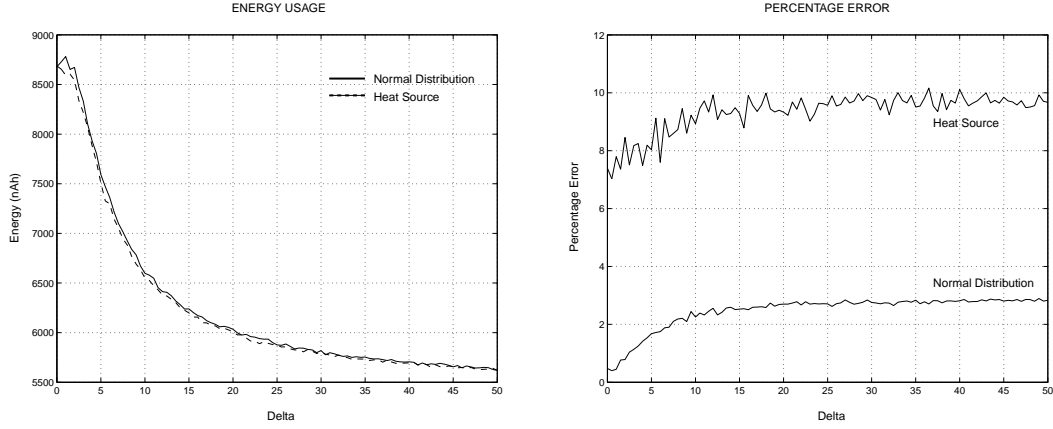 ENERGY USAGE
9000
8500
8000
7500
7000
6500
6000
5500
Energy (nAh)
Normal Distribution
Heat Source
0 5 10 15 20 25 30 35 40 45 50
Delta
PERCENTAGE ERROR
12
10
8
6
4
2
0
Percentage Error
Heat Source
Normal Distribution
0 5 10 15 20 25 30 35 40 45 50
Delta